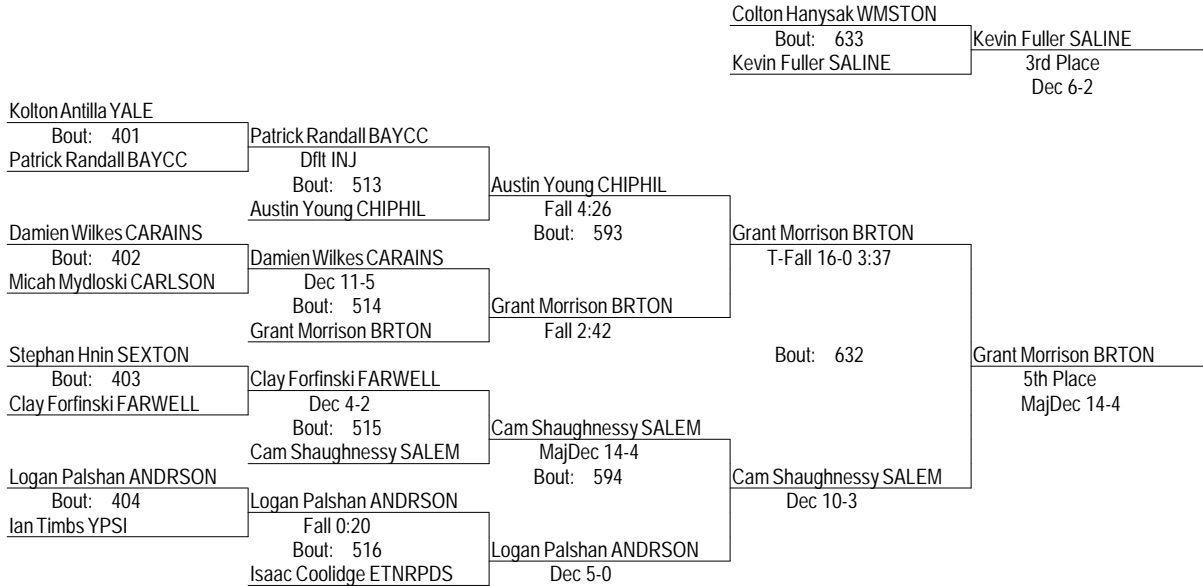 Colton Hanysak WMSTON
Bout: 633
Kevin Fuller SALINE
Kevin Fuller SALINE
3rd Place
Dec 6-2
Kolton Antilla YALE
Bout: 401
Patrick Randall BAYCC
Patrick Randall BAYCC
Dflt INJ
Bout: 513
Austin Young CHIPHIL
Austin Young CHIPHIL
Fall 4:26
Bout: 593
Damien Wilkes CARAINS
Bout: 402
Micah Mydloski CARLSON
Damien Wilkes CARAINS
Dec 11-5
Bout: 514
Grant Morrison BRTON
Grant Morrison BRTON
Fall 2:42
Grant Morrison BRTON
T-Fall 16-0 3:37
Bout: 632
Stephan Hnin SEXTON
Bout: 403
Clay Forfinski FARWELL
Clay Forfinski FARWELL
Dec 4-2
Bout: 515
Cam Shaughnessy SALEM
Cam Shaughnessy SALEM
MajDec 14-4
Bout: 594
Logan Palshan ANDRSON
Bout: 404
Ian Timbs YPSI
Logan Palshan ANDRSON
Fall 0:20
Bout: 516
Isaac Coolidge ETNRPDS
Logan Palshan ANDRSON
Dec 5-0
Cam Shaughnessy SALEM
Dec 10-3
Grant Morrison BRTON
5th Place
MajDec 14-4